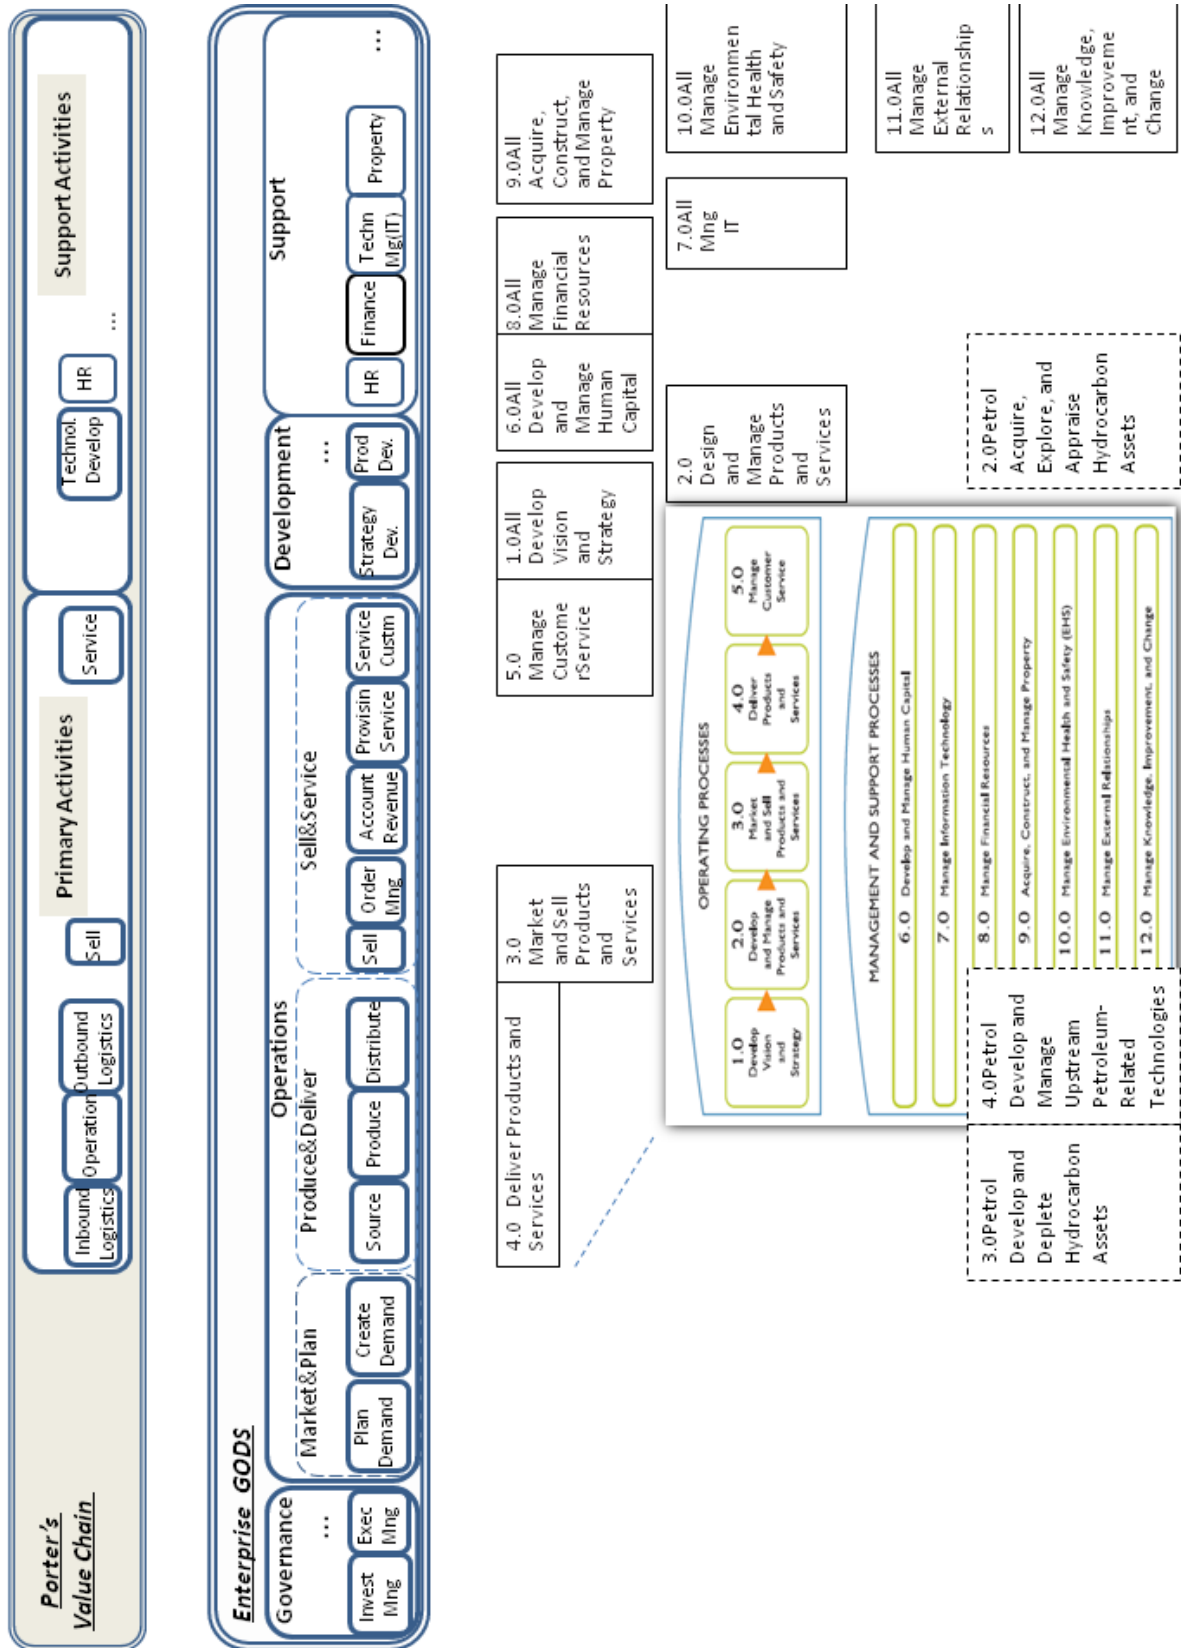 Porter's
Value Chain
Primary Activities
Support Activities
Inbound
Logistics
Operation
Outbound
Logistics
Sell
Service
Technol.
Develop
HR
...
Enterprise GODS
Governance
...
Invest
Mng
Exec
Mng
Operations
Market&Plan
Plan
Demand
Create
Demand
Produce&Deliver
Source
Produce
Distribute
Sell&Service
Sell
Order
Mng
Account
Revenue
Provisin
Service
Service
Custm
Development
...
Strategy
Dev.
Prod
Dev.
Support
HR
Finance
Techn
Mg(IT)
Property
...
4.0 Deliver Products and
Services
3.0
Market
and Sell
Products
and
Services
5.0
Manage
Custome
rService
1.0All
Develop
Vision
and
Strategy
6.0All
Develop
and
Manage
Human
Capital
8.0All
Manage
Financial
Resources
9.0All
Acquire,
Construct,
and Manage
Property
2.0
Design
and
Manage
Products
and
Services
7.0All
Mng
IT
10.0All
Manage
Environmen
tal Health
and Safety
11.0All
Manage
External
Relationship
s
12.0All
Manage
Knowledge,
Improveme
nt, and
Change
OPERATING PROCESSES
1.0
Develop
Vision
and
Strategy
2.0
Develop
and Manage
Products and
Services
3.0
Market
and Sell
Products and
Services
4.0
Deliver
Products
and
Services
5.0
Manage
Customer
Service
MANAGEMENT AND SUPPORT PROCESSES
6.0 Develop and Manage Human Capital
7.0 Manage Information Technology
8.0 Manage Financial Resources
9.0 Acquire, Construct, and Manage Property
10.0 Manage Environmental Health and Safety (EHS)
11.0 Manage External Relationships
12.0 Manage Knowledge, Improvement, and Change
3.0Petrol
Develop and
Deplete
Hydrocarbon
Assets
4.0Petrol
Develop and
Manage
Upstream
Petroleum-
Related
Technologies
2.0Petrol
Acquire,
Explore, and
Appraise
Hydrocarbon
Assets